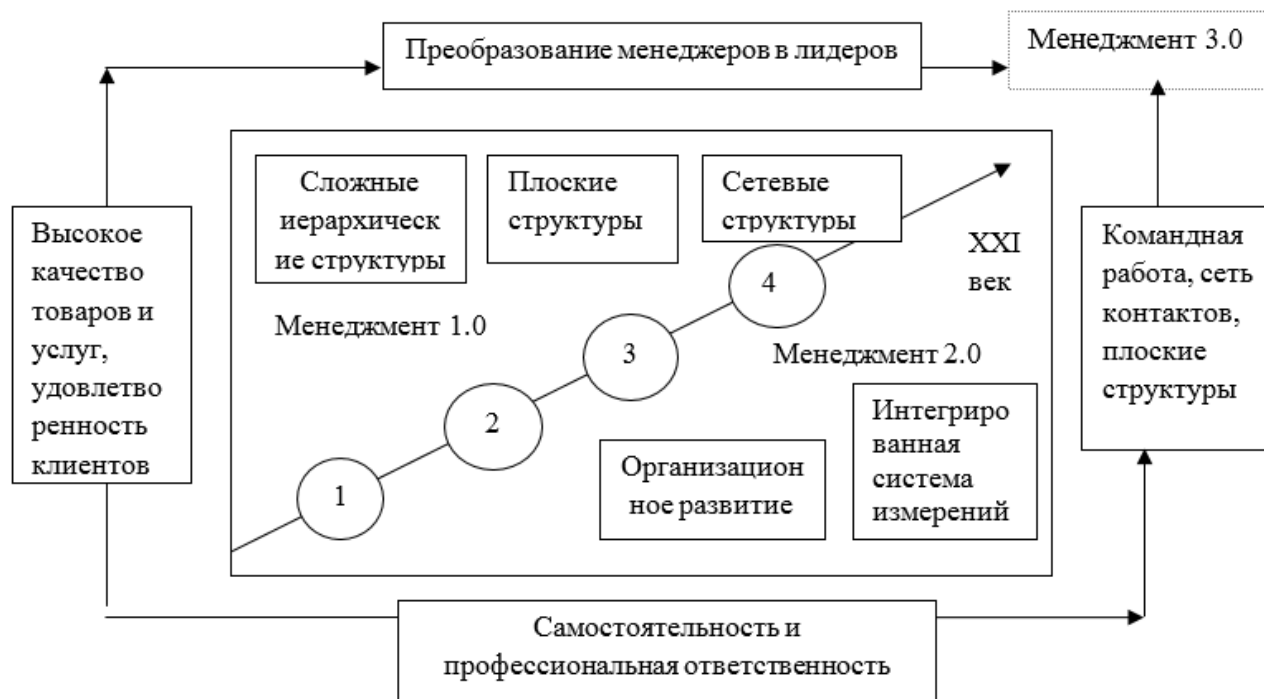 Преобразование менеджеров в лидеров
Менеджмент 3.0
Сложные
иерархическ
ие структуры
Плоские
структуры
Сетевые
структуры
Высокое
качество
товаров и
услуг,
удовлетво
ренность
клиентов
XXI
век
Командная
работа, сеть
контактов,
плоские
структуры
Менеджмент 1.0
4
3
Менеджмент 2.0
2
1
Организацион
ное развитие
Интегриро
ванная
система
измерений
Самостоятельность и
профессиональная ответственность